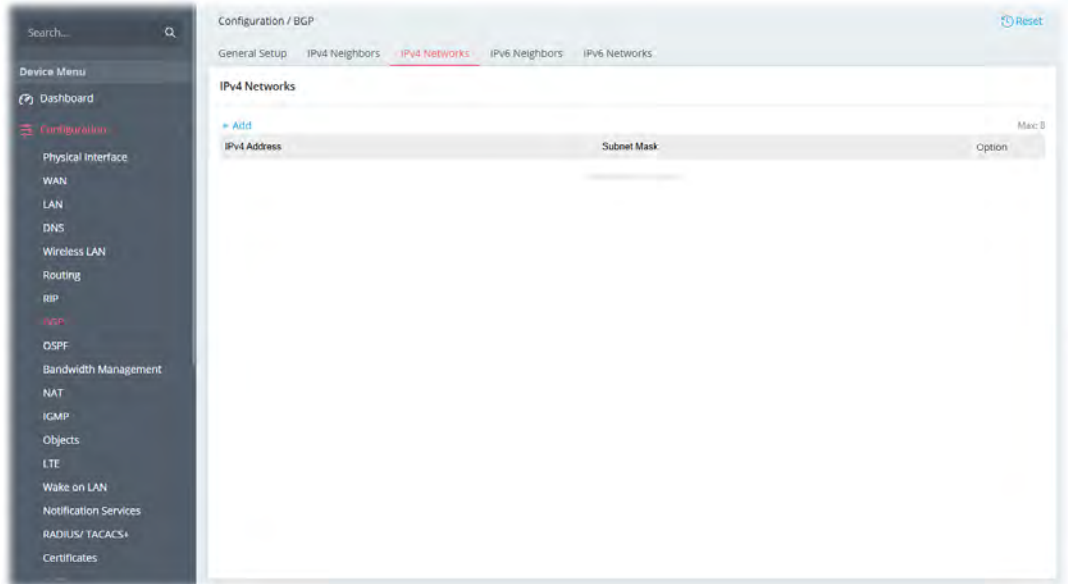 Search...
Device Menu
Dashboard
Configuration
Physical Interface
WAN
LAN
DNS
Wireless LAN
Routing
RIP
BGP
OSPF
Bandwidth Management
NAT
IGMP
Objects
LTE
Wake on LAN
Notification Services
RADIUS/ TACACS+
Certificates
Configuration / BGP
Reset
General Setup IPv4 Neighbors IPv4 Networks IPv6 Neighbors IPv6 Networks
IPv4 Networks
+ Add
Max: 8
IPv4 Address Subnet Mask Option